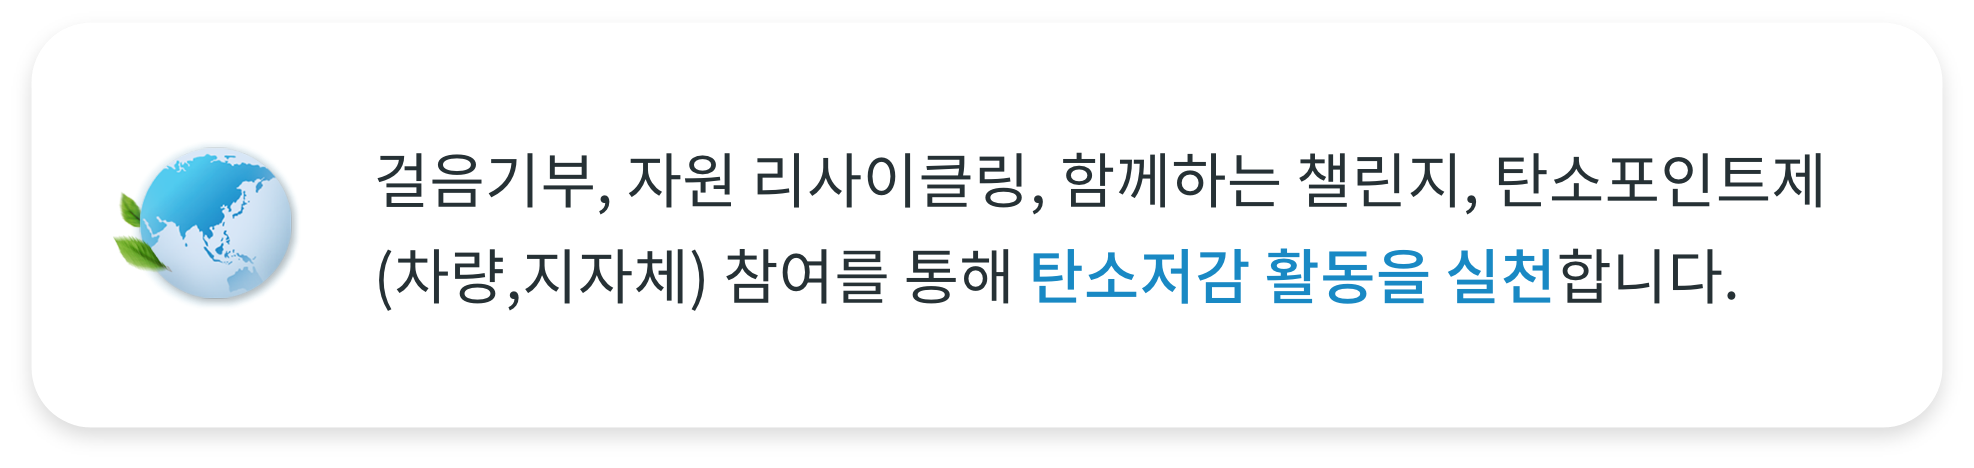 걸음기부, 자원 리사이클링, 함께하는 챌린지, 탄소포인트제
(차량,지자체) 참여를 통해 탄소저감 활동을 실천합니다.